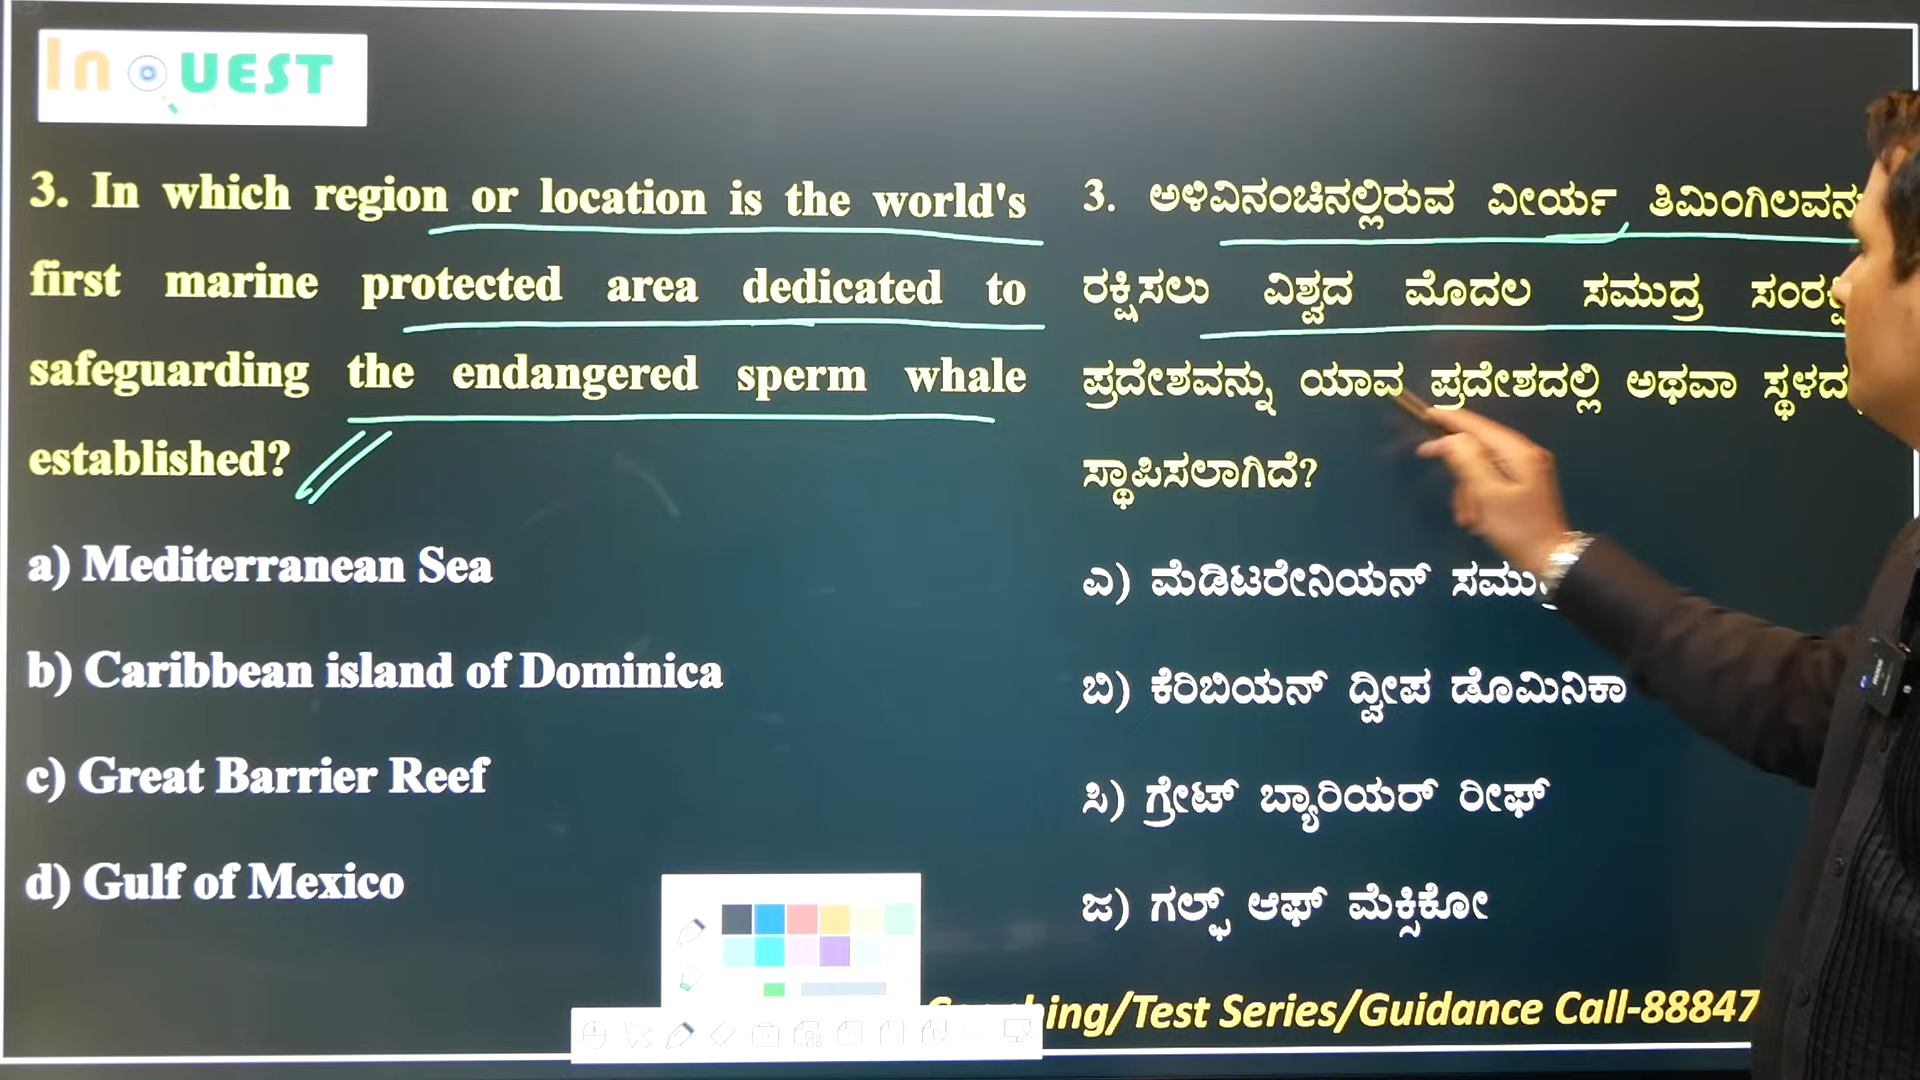 InQUEST
3. In which region or location is the world's
first marine protected area dedicated to
safeguarding the endangered sperm whale
established?
a) Mediterranean Sea
b) Caribbean island of Dominica
c) Great Barrier Reef
d) Gulf of Mexico
3. ಅಳಿವಿನಂಚಿನಲ್ಲಿರುವ ವೀರ್ಯ
ರಕ್ಷಿಸಲು ವಿಶ್ವದ ಮೊದಲ ಸಮುದ್ರ
ಪ್ರದೇಶವನ್ನು ಯಾವ ಪ್ರದೇಶದಲ್ಲಿ ಅಥವಾ
ಸ್ಥಾಪಿಸಲಾಗಿದೆ?
ಎ) ಮೆಡಿಟರೇನಿಯನ್
ಬಿ) ಕೆರಿಬಿಯನ್ ದ್ವೀಪ ಡೊಮಿನಿಕಾ
ಸಿ) ಗ್ರೇಟ್ ಬ್ಯಾರಿಯರ್ ರೀಫ್
ಜ) ಗಲ್ಫ್ ಆಫ್ ಮೆಕ್ಸಿಕೋ
/Test Series/Guidance Call-88847